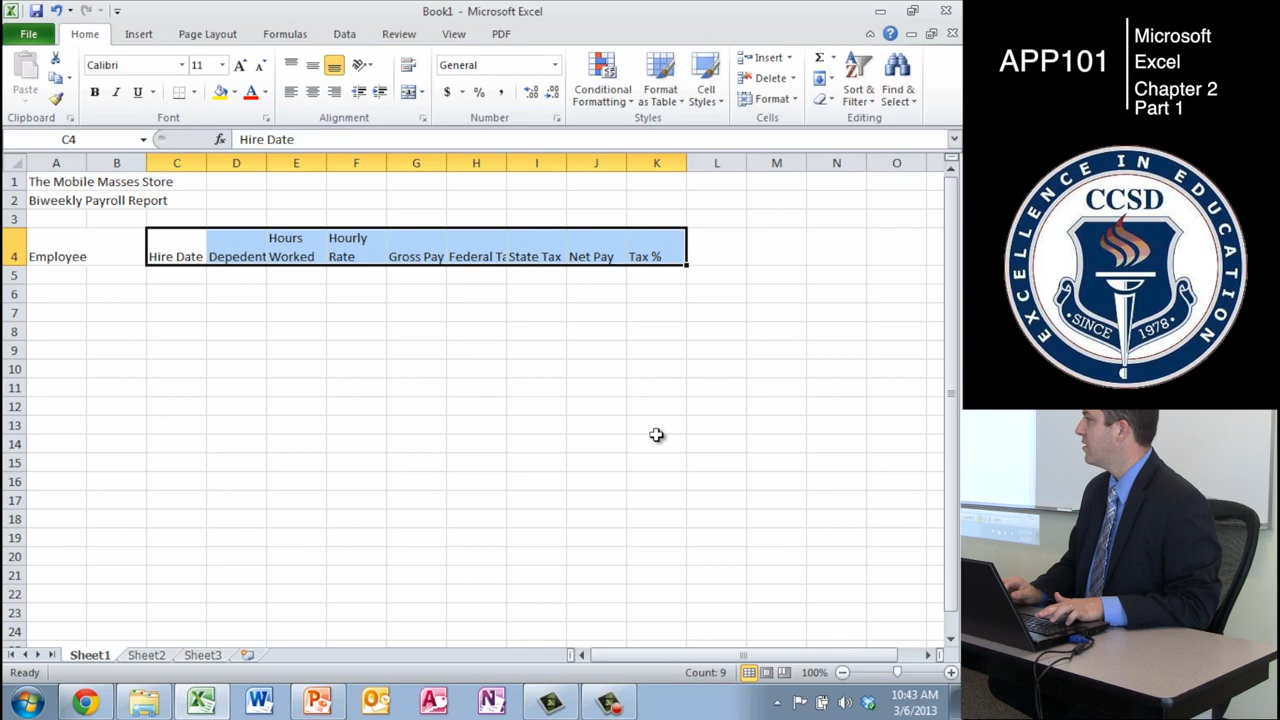 Book1 - Microsoft Excel
File Home Insert Page Layout Formulas Data Review View PDF
Calibri 11 General
Paste
B I U
$ % ,
Conditional Formatting
Format as Table
Cell Styles
Insert
Delete
Format
Σ
Sort & Filter
Find & Select
Clipboard Font Alignment Number Styles Cells Editing
C4 fx Hire Date
A B C D E F G H I J K L M N O
1 The Mobile Masses Store
2 Biweekly Payroll Report
3
Hours Hourly
4 Employee Hire Date Depedent Worked Rate Gross Pay Federal Ta State Tax Net Pay Tax %
5
6
7
8
9
10
11
12
13
14
15
16
17
18
19
20
21
22
23
24
Sheet1 Sheet2 Sheet3
Ready Count: 9 100%
10:43 AM
3/6/2013
APP101
Microsoft
Excel
Chapter 2
Part 1
EXCELLENCE IN EDUCATION
CCSD
SINCE 1978